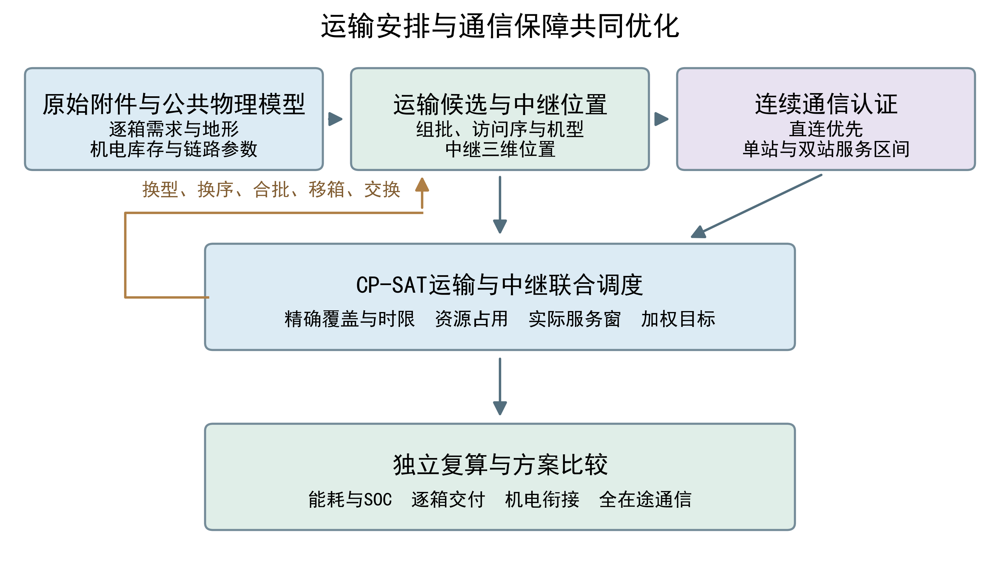 运输安排与通信保障共同优化
原始附件与公共物理模型
逐箱需求与地形
机电库存与链路参数
运输候选与中继位置
组批、访问序与机型
中继三维位置
连续通信认证
直连优先
单站与双站服务区间
换型、换序、合批、移箱、交换
CP-SAT运输与中继联合调度
精确覆盖与时限 资源占用 实际服务窗 加权目标
独立复算与方案比较
能耗与SOC 逐箱交付 机电衔接 全在途通信